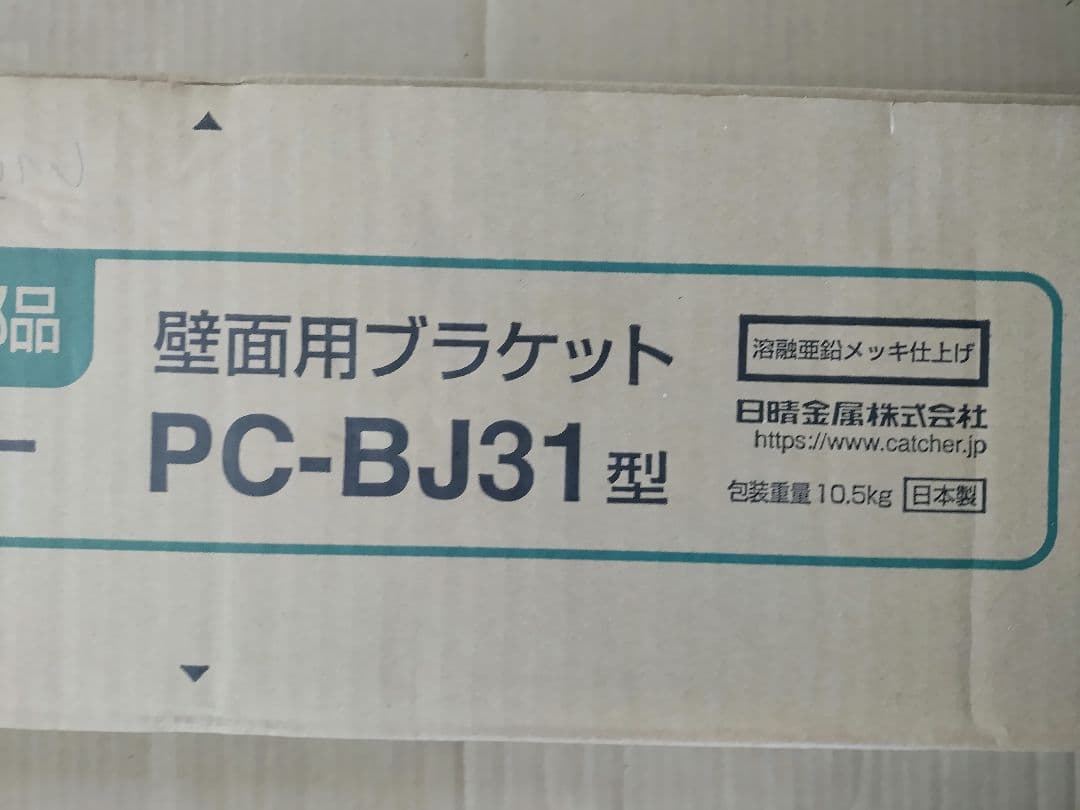 品
壁面用ブラケット
PC-BJ31型
溶融亜鉛メッキ仕上げ
日晴金属株式会社
https://www.catcher.jp
包装重量10.5kg 日本製